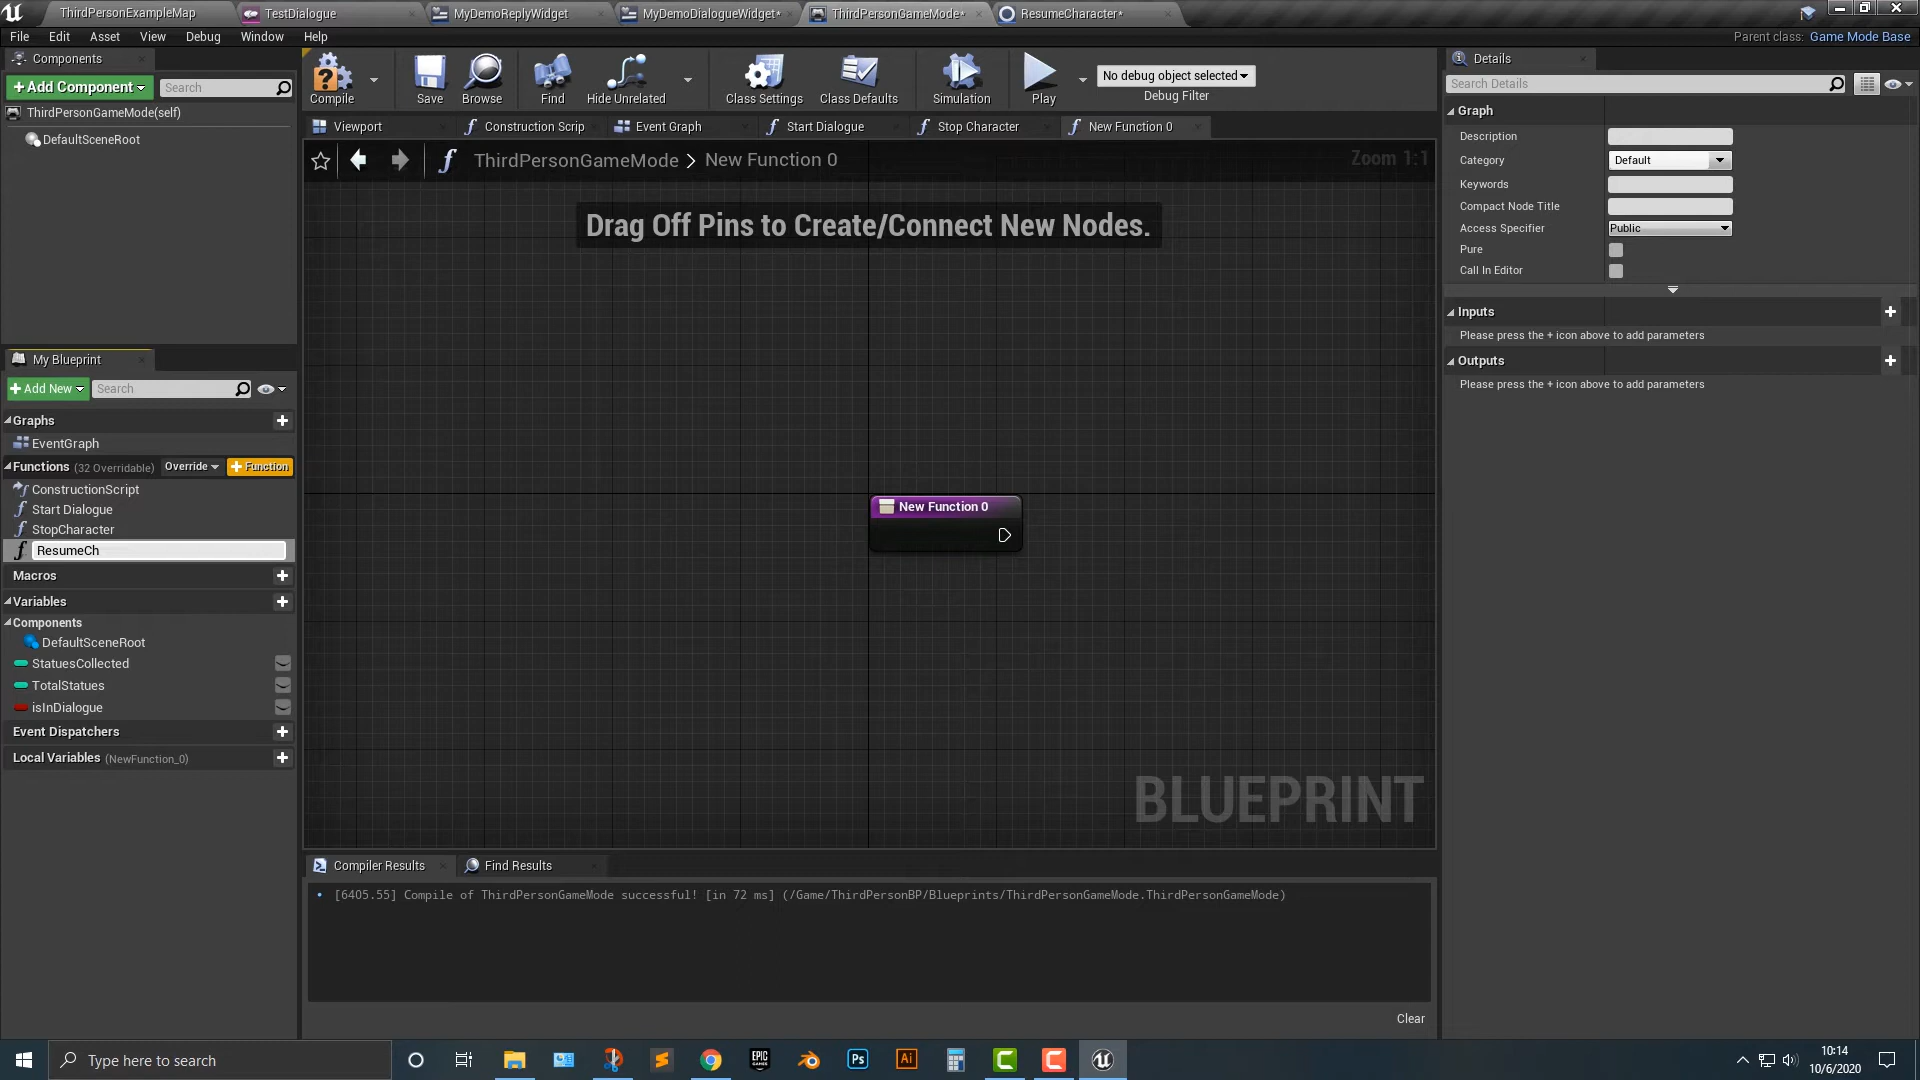 ThirdPersonExampleMap
TestDialogue
MyDemoReplyWidget
MyDemoDialogueWidget*
ThirdPersonGameMode*
ResumeCharacter*
File Edit Asset View Debug Window Help
Parent class: Game Mode Base
Components
+Add Component
Search
ThirdPersonGameMode(self)
DefaultSceneRoot
Compile
Save
Browse
Find
Hide Unrelated
Class Settings
Class Defaults
Simulation
Play
No debug object selected
Debug Filter
Viewport
Construction Scrip
Event Graph
Start Dialogue
Stop Character
New Function 0
ThirdPersonGameMode > New Function 0
Zoom 1:1
Drag Off Pins to Create/Connect New Nodes.
New Function 0
BLUEPRINT
My Blueprint
+Add New
Search
Graphs
EventGraph
Functions (32 Overridable) Override +Function
ConstructionScript
Start Dialogue
StopCharacter
ResumeCh
Macros
Variables
Components
DefaultSceneRoot
StatuesCollected
TotalStatues
isInDialogue
Event Dispatchers
Local Variables (NewFunction_0)
Compiler Results
Find Results
[6405.55] Compile of ThirdPersonGameMode successful! [in 72 ms] (/Game/ThirdPersonBP/Blueprints/ThirdPersonGameMode.ThirdPersonGameMode)
Clear
Details
Search Details
Graph
Description
Category Default
Keywords
Compact Node Title
Access Specifier Public
Pure
Call In Editor
Inputs
Please press the + icon above to add parameters
Outputs
Please press the + icon above to add parameters
Type here to search
EPIC GAMES
Ps
Ai
10:14
10/6/2020